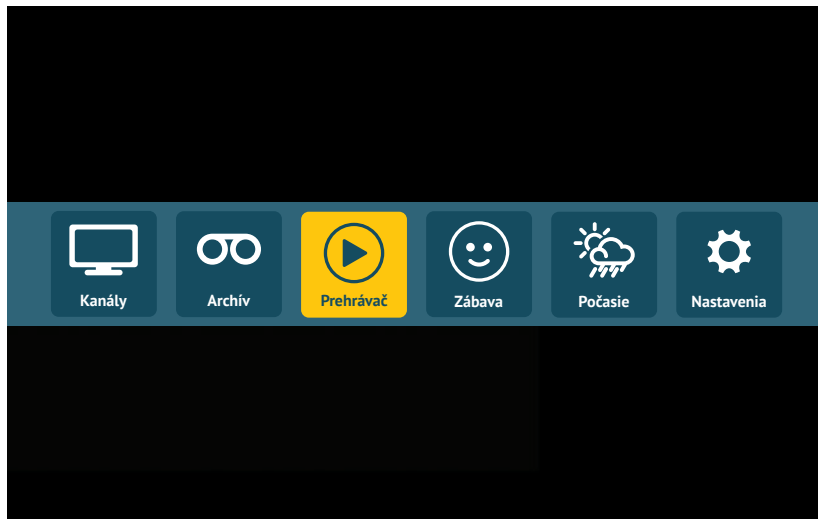 Kanály
Archív
Prehrávač
Zábava
Počasie
Nastavenia